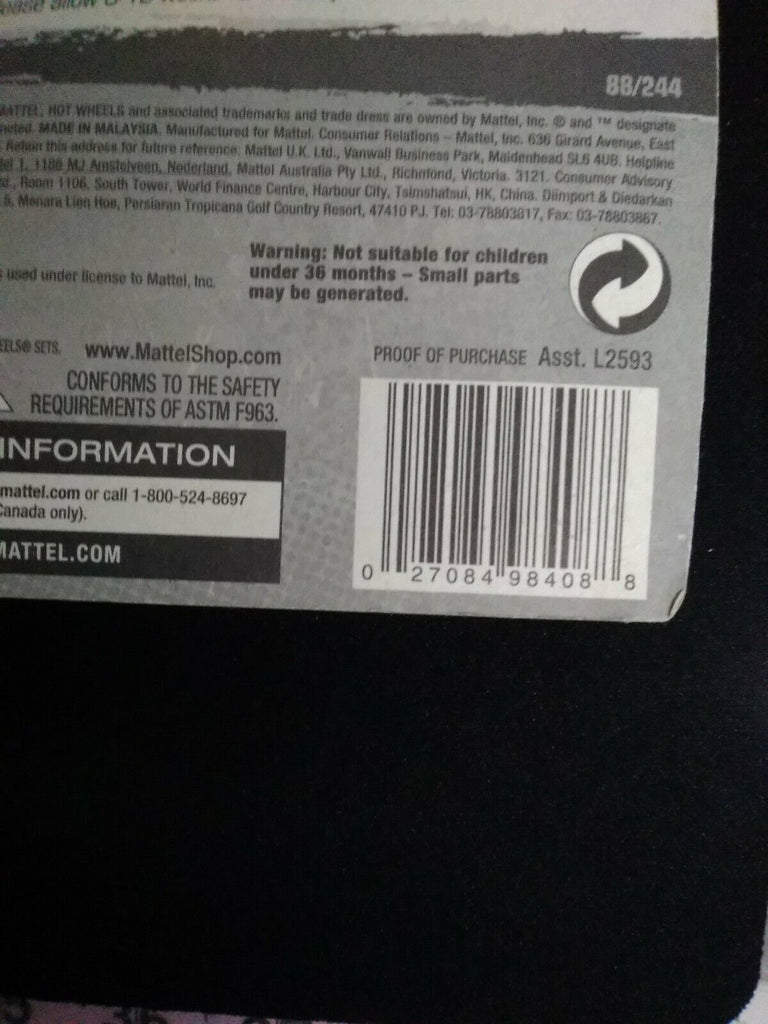 88/244
MATTEL, HOT WHEELS and associated trademarks and trade dress are owned by Mattel, Inc. ® and ™ designate
MADE IN MALAYSIA. Manufactured for Mattel. Consumer Relations – Mattel, Inc. 636 Girard Avenue, East
Retain this address for future reference: Mattel U.K. Ltd., Vanwall Business Park, Maidenhead SL6 4UB. Helpline
1, 1186 MJ Amstelveen, Nederland. Mattel Australia Pty Ltd., Richmond, Victoria. 3121. Consumer Advisory
Room 1106, South Tower, World Finance Centre, Harbour City, Tsimshatsui, HK, China. Diimport & Diedarkan
Menara Lien Hoe, Persiaran Tropicana Golf Country Resort, 47410 PJ. Tel: 03-78803817, Fax: 03-78803867.
Warning: Not suitable for children
under 36 months – Small parts
may be generated.
used under license to Mattel, Inc.
EELS® SETS.
www.MattelShop.com
CONFORMS TO THE SAFETY
REQUIREMENTS OF ASTM F963.
PROOF OF PURCHASE Asst. L2593
INFORMATION
mattel.com or call 1-800-524-8697
Canada only).
MATTEL.COM
0 27084 98408 8